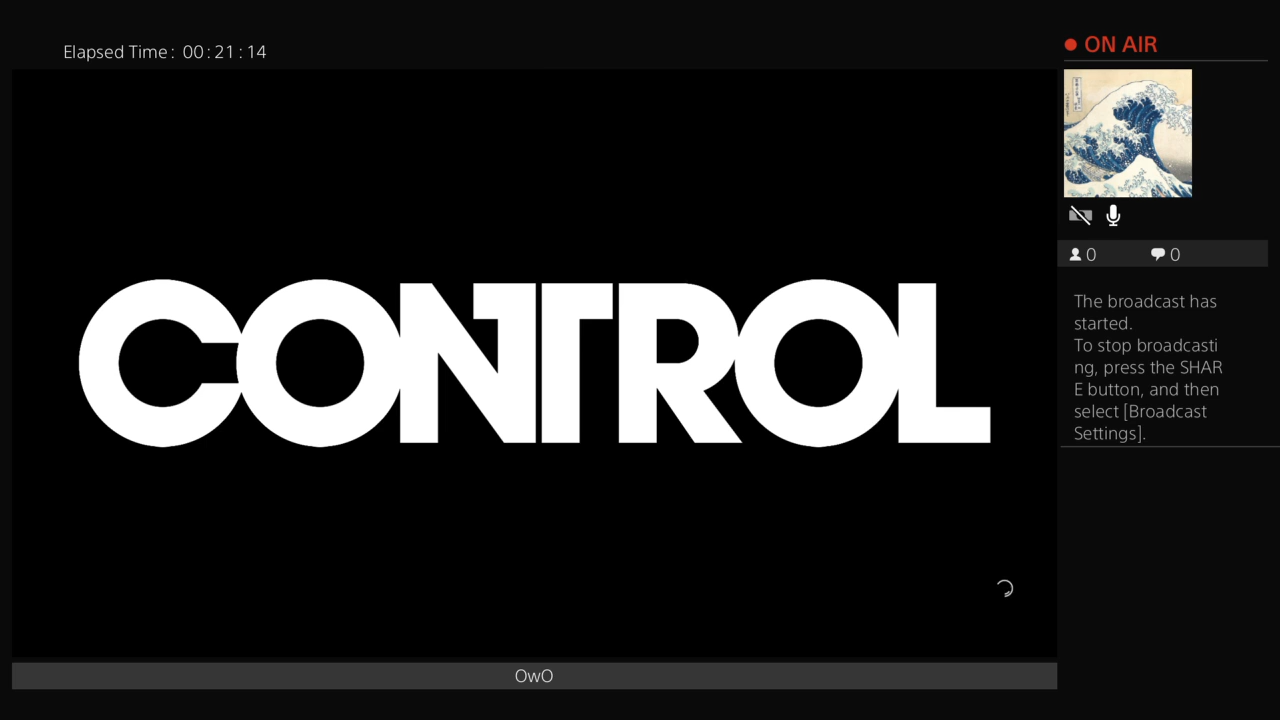 Elapsed Time: 00:21:14
ON AIR
0
0
CONTROL
The broadcast has
started.
To stop broadcasti
ng, press the SHAR
E button, and then
select [Broadcast
Settings].
OwO